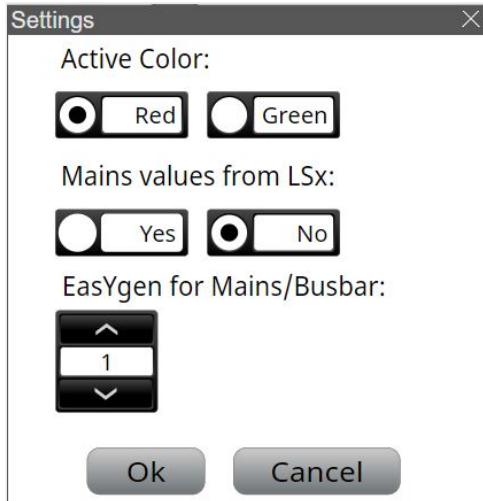 Settings
Active Color:
Red Green
Mains values from LSx:
Yes No
EasYgen for Mains/Busbar:
1
Ok Cancel